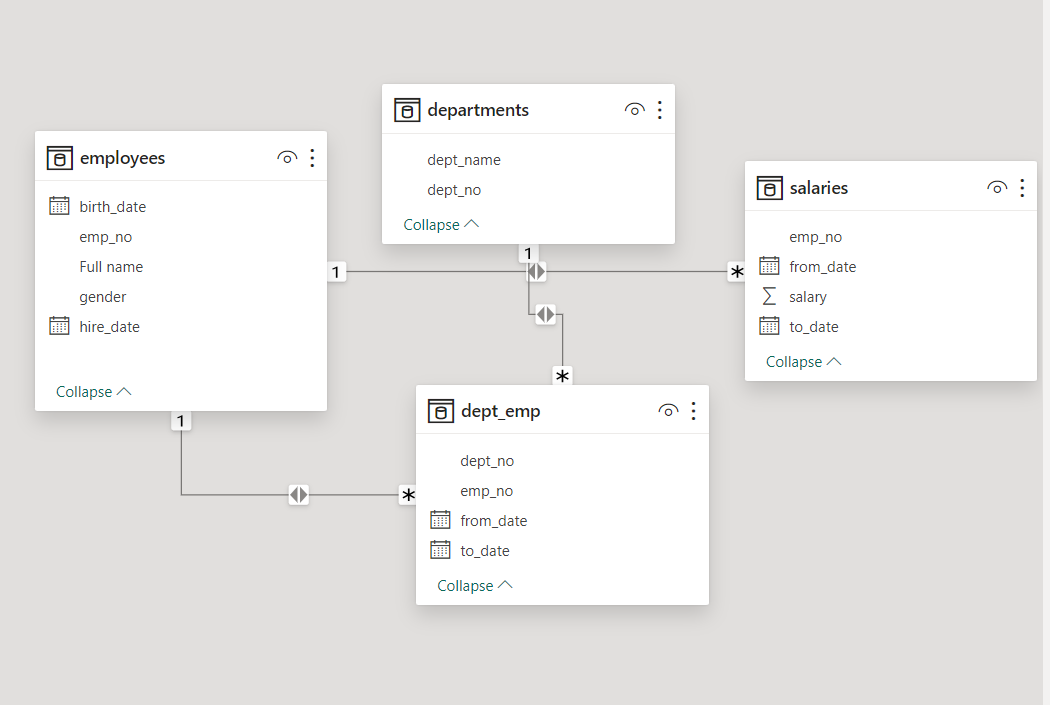 employees
birth_date
emp_no
Full name
gender
hire_date
Collapse
departments
dept_name
dept_no
Collapse
salaries
emp_no
from_date
salary
to_date
Collapse
dept_emp
dept_no
emp_no
from_date
to_date
Collapse
1
*
1
*
1
*